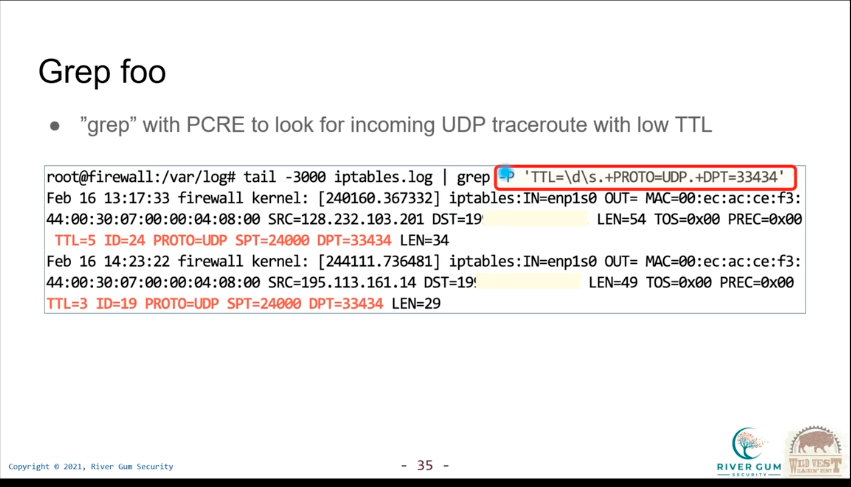 Grep foo
● ”grep” with PCRE to look for incoming UDP traceroute with low TTL
root@firewall:/var/log# tail -3000 iptables.log | grep -P 'TTL=\d\s.+PROTO=UDP.+DPT=33434'
Feb 16 13:17:33 firewall kernel: [240160.367332] iptables:IN=enp1s0 OUT= MAC=00:ec:ac:ce:f3:
44:00:30:07:00:00:04:08:00 SRC=128.232.103.201 DST=19 LEN=54 TOS=0x00 PREC=0x00
TTL=5 ID=24 PROTO=UDP SPT=24000 DPT=33434 LEN=34
Feb 16 14:23:22 firewall kernel: [244111.736481] iptables:IN=enp1s0 OUT= MAC=00:ec:ac:ce:f3:
44:00:30:07:00:00:04:08:00 SRC=195.113.161.14 DST=19 LEN=49 TOS=0x00 PREC=0x00
TTL=3 ID=19 PROTO=UDP SPT=24000 DPT=33434 LEN=29
Copyright © 2021, River Gum Security
- 35 -
RIVER GUM
SECURITY
WILD WEST
HACKIN' FEST